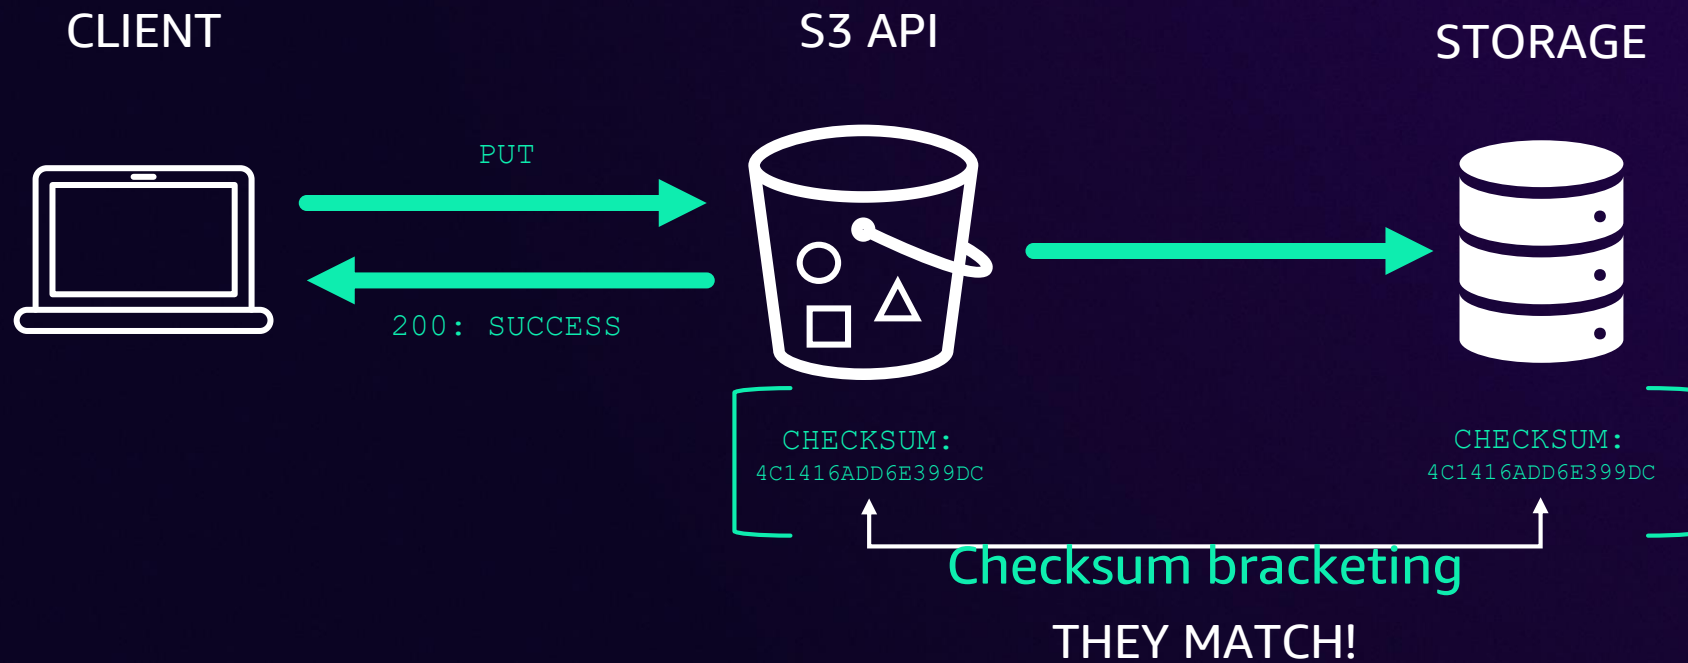 CLIENT
S3 API
STORAGE
PUT
200: SUCCESS
CHECKSUM:
4C1416ADD6E399DC
CHECKSUM:
4C1416ADD6E399DC
Checksum bracketing
THEY MATCH!